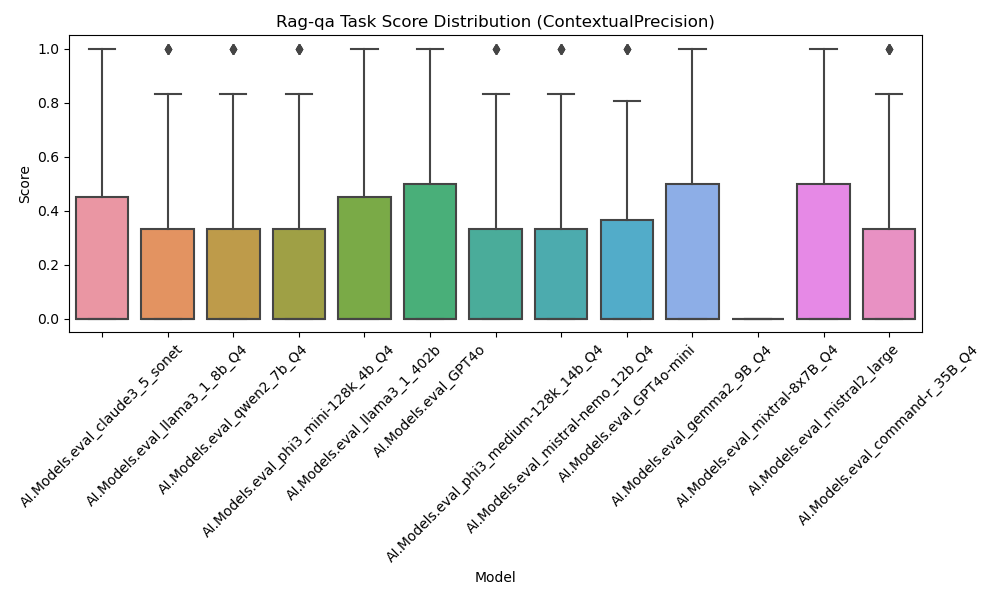 Rag-qa Task Score Distribution (ContextualPrecision)
1.0
0.8
0.6
0.4
0.2
0.0
Score
AI.Models.eval_claude3_5_sonet
AI.Models.eval_llama3_1_8b_Q4
AI.Models.eval_qwen2_7b_Q4
AI.Models.eval_phi3_mini-128k_4b_Q4
AI.Models.eval_llama3_1_402b
AI.Models.eval_GPT4o
AI.Models.eval_phi3_medium-128k_14b_Q4
AI.Models.eval_mistral-nemo_12b_Q4
AI.Models.eval_GPT4o-mini
AI.Models.eval_gemma2_9B_Q4
AI.Models.eval_mixtral-8x7B_Q4
AI.Models.eval_mistral2_large
AI.Models.eval_command-r_35B_Q4
Model